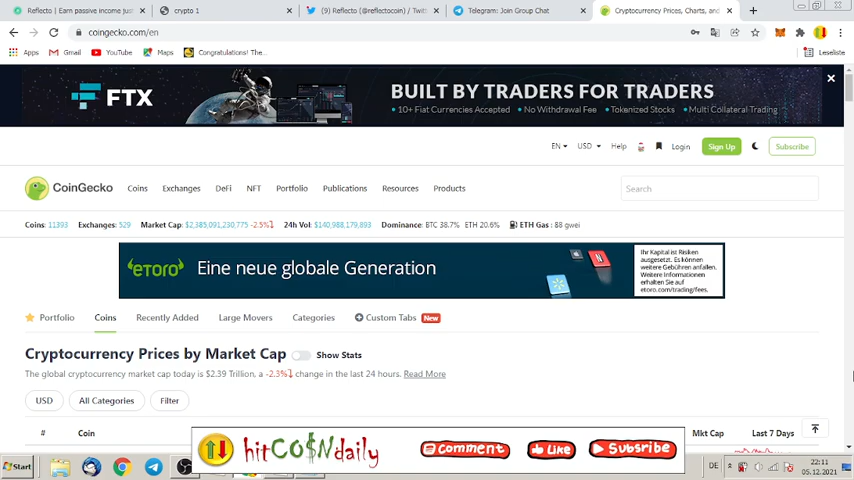 Reflecto | Earn passive income just
crypto 1
(9) Reflecto (@reflectocoin) / Twit
Telegram: Join Group Chat
Cryptocurrency Prices, Charts, and
coingecko.com/en
Apps
Gmail
YouTube
Maps
Congratulations! The...
Leseliste
FTX
BUILT BY TRADERS FOR TRADERS
• 10+ Fiat Currencies Accepted • No Withdrawal Fee • Tokenized Stocks • Multi Collateral Trading
EN
USD
Help
Login
Sign Up
Subscribe
CoinGecko
Coins
Exchanges
DeFi
NFT
Portfolio
Publications
Resources
Products
Search
Coins: 11393
Exchanges: 529
Market Cap: $2,385,091,230,775 -2.5%
24h Vol: $140,988,179,893
Dominance: BTC 38.7% ETH 20.6%
ETH Gas: 88 gwei
eToro
Eine neue globale Generation
Ihr Kapital ist Risiken
ausgesetzt. Es können
weitere Gebühren anfallen.
Weitere Informationen
erhalten Sie auf
etoro.com/trading/fees.
Portfolio
Coins
Recently Added
Large Movers
Categories
Custom Tabs
New
Cryptocurrency Prices by Market Cap
Show Stats
The global cryptocurrency market cap today is $2.39 Trillion, a -2.3% change in the last 24 hours. Read More
USD
All Categories
Filter
#
Coin
Mkt Cap
Last 7 Days
hitCO$Ndaily
Comment
Like
Subscribe
Start
DE
22:11
05.12.2021